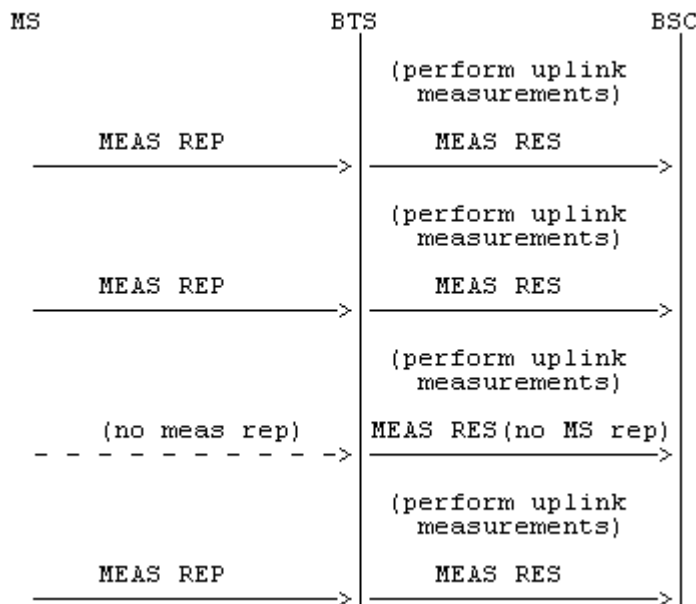 MS BTS BSC
(perform uplink
measurements)
MEAS REP MEAS RES
(perform uplink
measurements)
MEAS REP MEAS RES
(perform uplink
measurements)
(no meas rep) MEAS RES(no MS rep)
(perform uplink
measurements)
MEAS REP MEAS RES